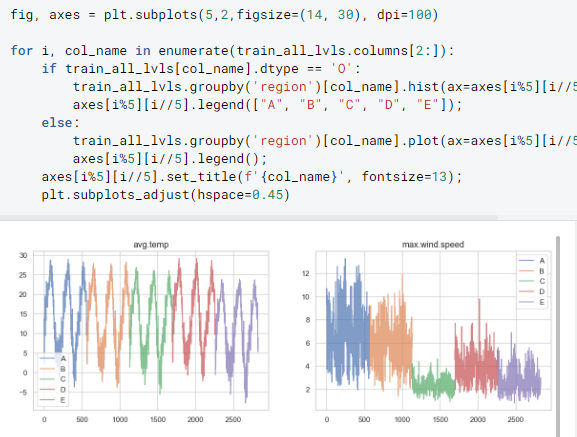 fig, axes = plt.subplots(5,2,figsize=(14, 30), dpi=100)
for i, col_name in enumerate(train_all_lvls.columns[2:]):
if train_all_lvls[col_name].dtype == 'O':
train_all_lvls.groupby('region')[col_name].hist(ax=axes[i%5][i//5
axes[i%5][i//5].legend(["A", "B", "C", "D", "E"]);
else:
train_all_lvls.groupby('region')[col_name].plot(ax=axes[i%5][i//5
axes[i%5][i//5].legend();
axes[i%5][i//5].set_title(f'{col_name}', fontsize=13);
plt.subplots_adjust(hspace=0.45)
avg.temp
30
25
20
15
10
5
0
-5
A
B
C
D
E
0 500 1000 1500 2000 2500
max.wind.speed
12
10
8
6
4
2
A
B
C
D
E
0 500 1000 1500 2000 2500